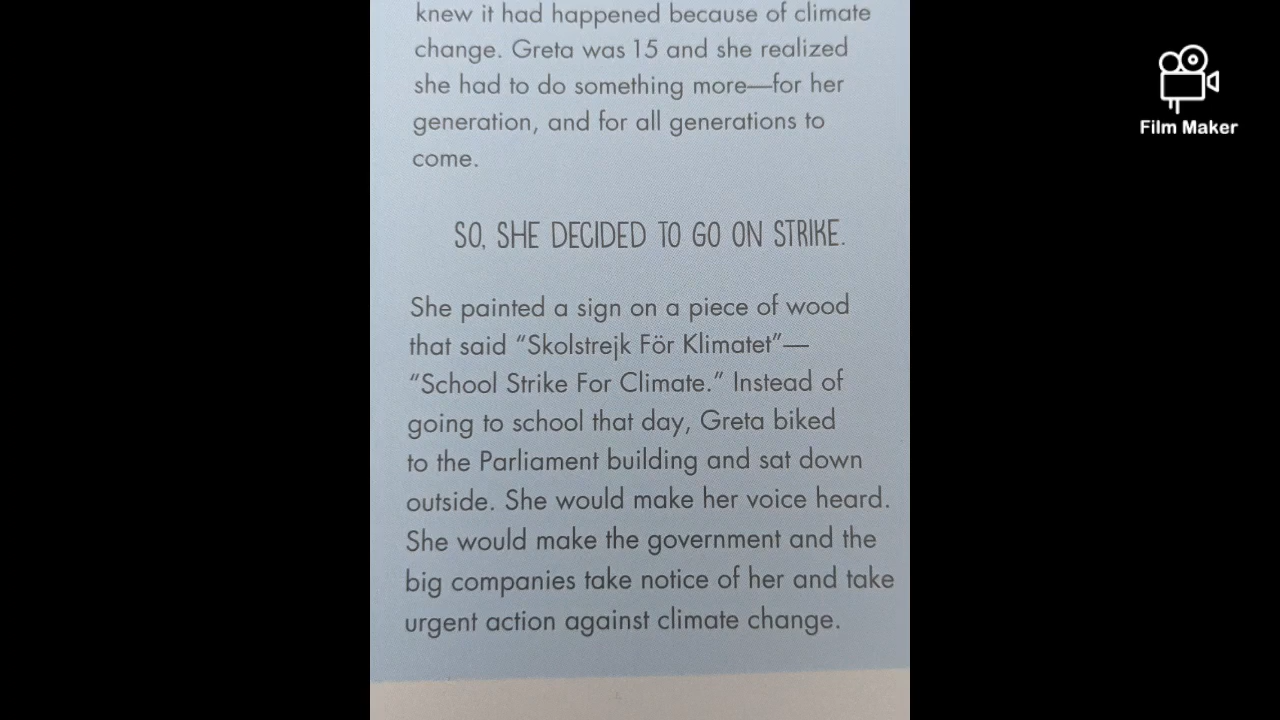 knew it had happened because of climate
change. Greta was 15 and she realized
she had to do something more—for her
generation, and for all generations to
come.
SO, SHE DECIDED TO GO ON STRIKE.
She painted a sign on a piece of wood
that said “Skolstrejk För Klimatet”—
“School Strike For Climate.” Instead of
going to school that day, Greta biked
to the Parliament building and sat down
outside. She would make her voice heard.
She would make the government and the
big companies take notice of her and take
urgent action against climate change.
Film Maker